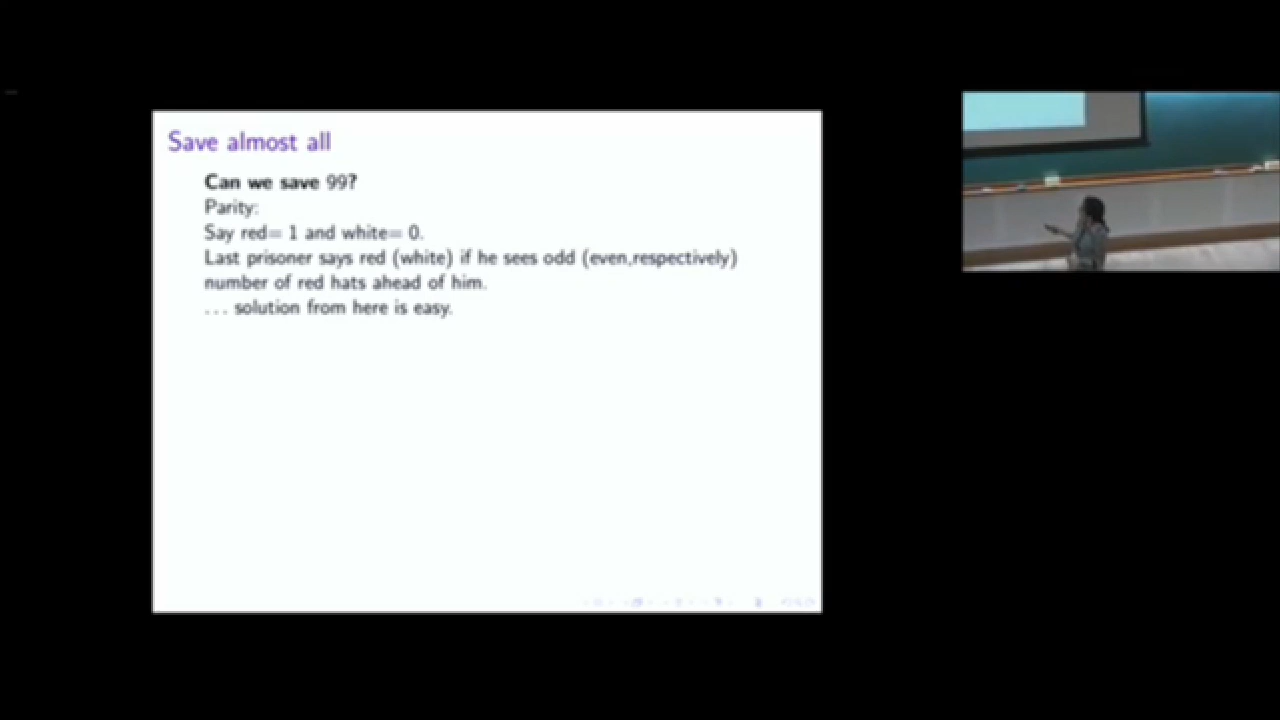 Save almost all
Can we save 99?
Parity:
Say red= 1 and white= 0.
Last prisoner says red (white) if he sees odd (even,respectively)
number of red hats ahead of him.
... solution from here is easy.